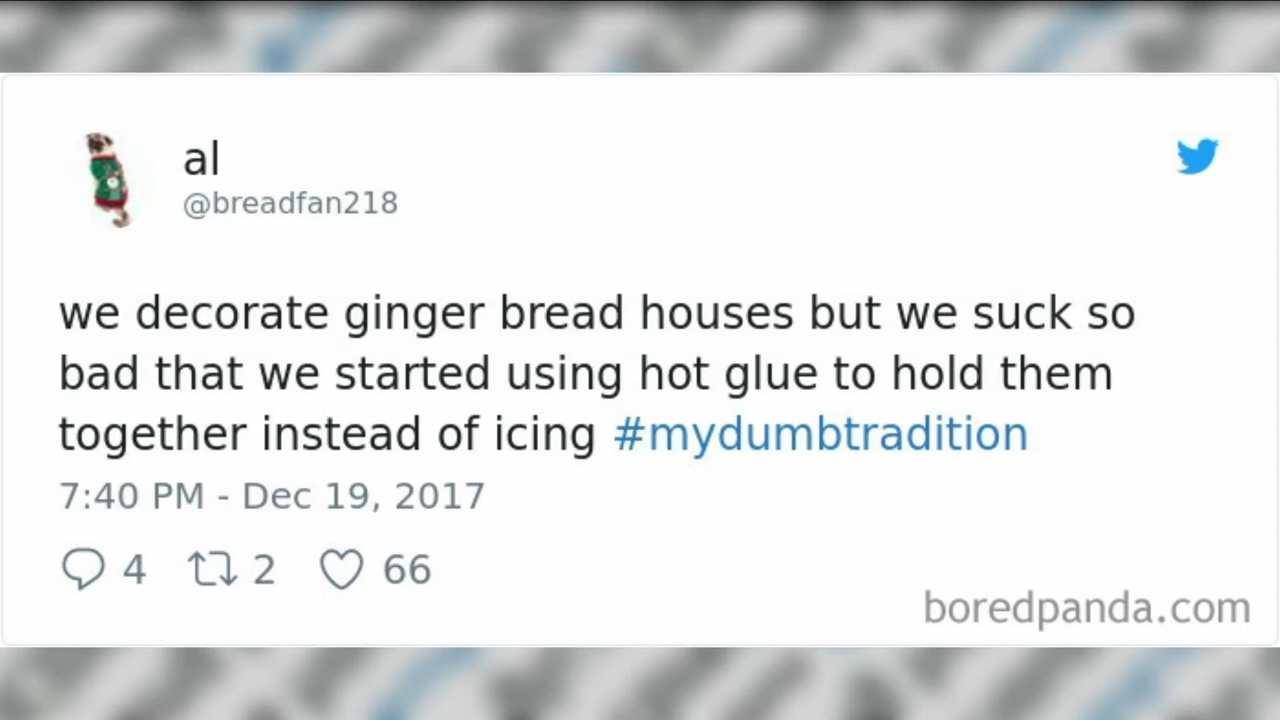 al
@breadfan218
we decorate ginger bread houses but we suck so
bad that we started using hot glue to hold them
together instead of icing #mydumbtradition
7:40 PM - Dec 19, 2017
4 2 66
boredpanda.com